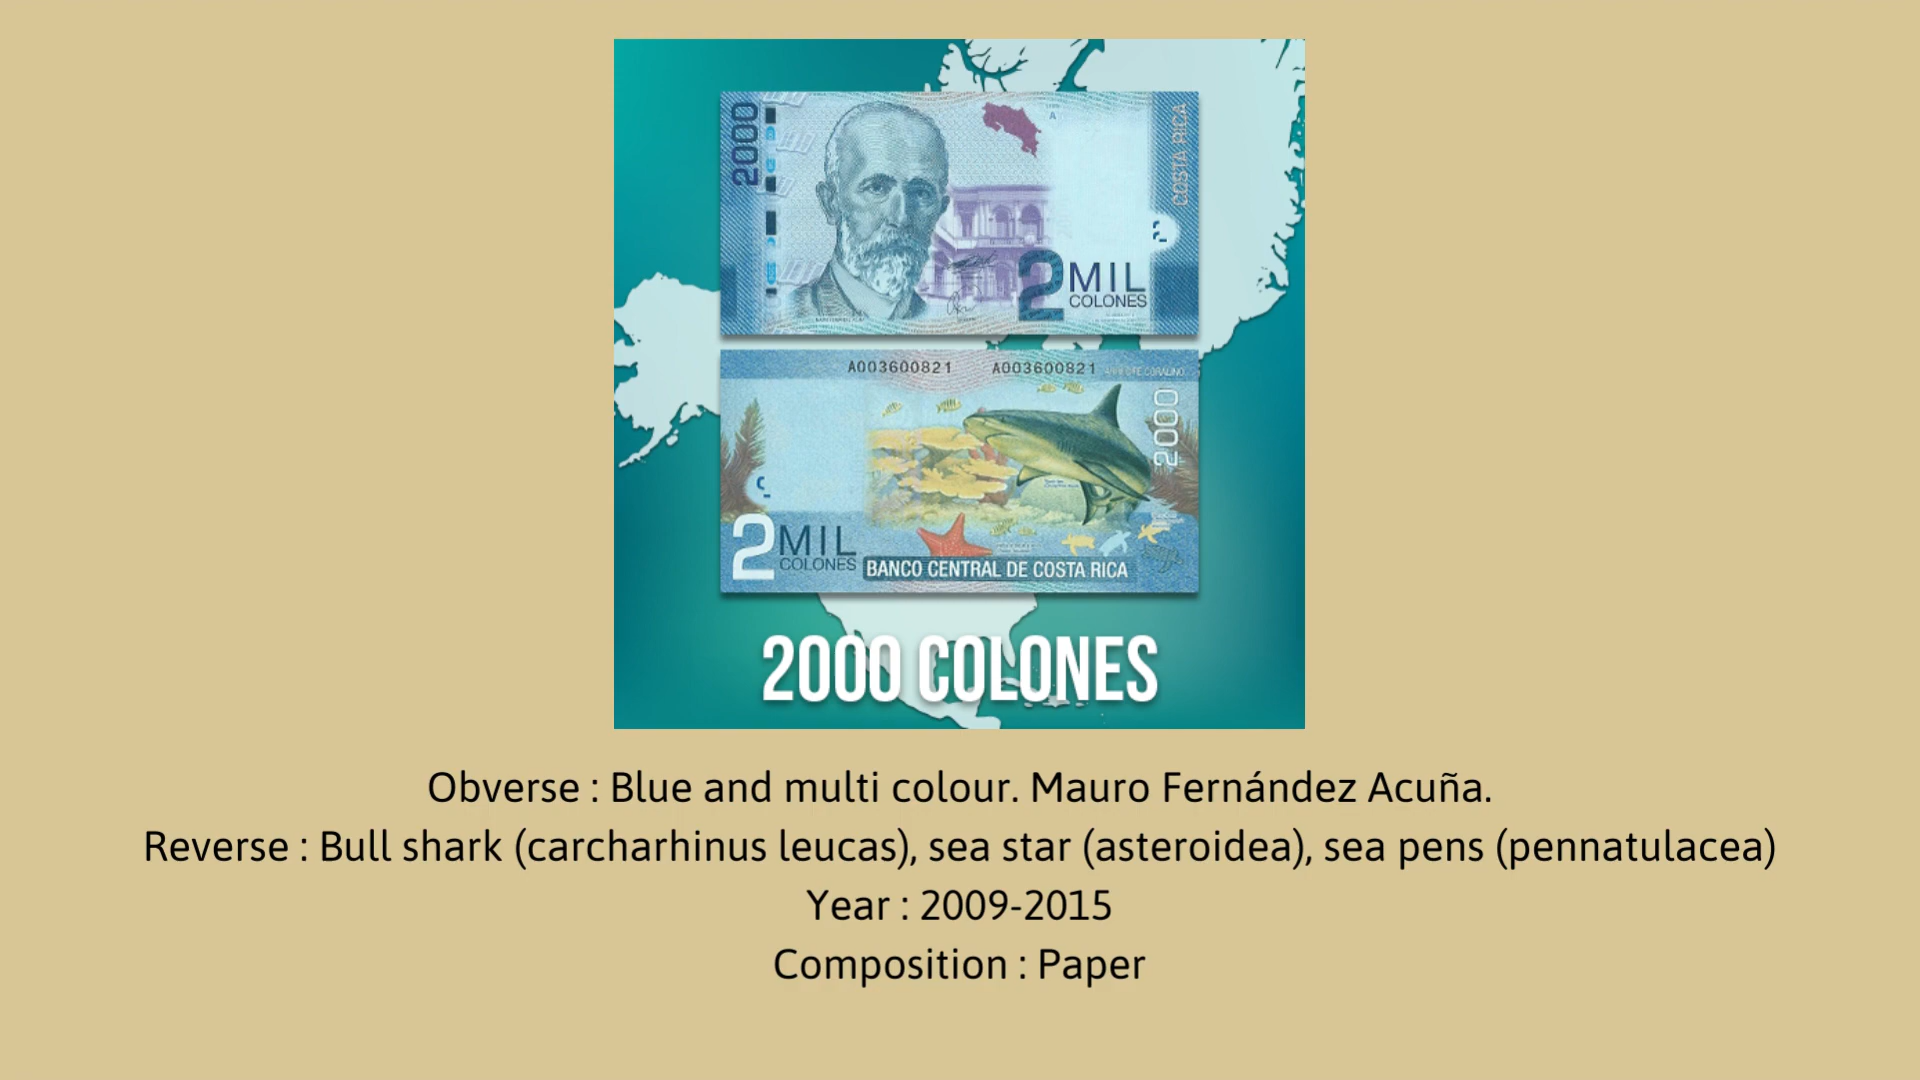 2000
COSTA RICA
A
2 MIL
COLONES
A003600821 A003600821
2000
2 MIL
COLONES
BANCO CENTRAL DE COSTA RICA
2000 COLONES
Obverse : Blue and multi colour. Mauro Fernández Acuña.
Reverse : Bull shark (carcharhinus leucas), sea star (asteroidea), sea pens (pennatulacea)
Year : 2009-2015
Composition : Paper